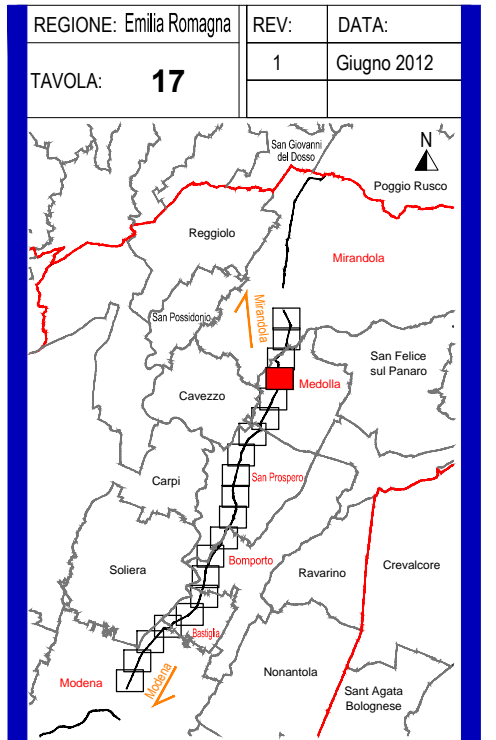 REGIONE: Emilia Romagna
REV:
DATA:
TAVOLA: 17
1
Giugno 2012
San Giovanni
del Dosso
N
Poggio Rusco
Reggiolo
Mirandola
Mirandola
San Possidonio
San Felice
sul Panaro
Medolla
Cavezzo
San Prospero
Carpi
Bomporto
Soliera
Ravarino
Crevalcore
Bastiglia
Nonantola
Modena
Modena
Sant Agata
Bolognese